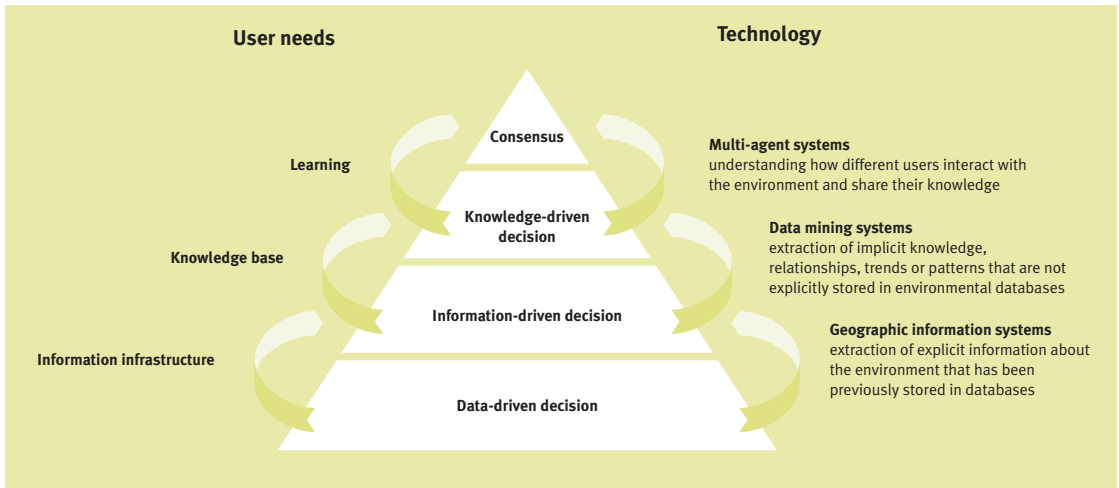 User needs
Technology
Consensus
Learning
Multi-agent systems
understanding how different users interact with
the environment and share their knowledge
Knowledge-driven
decision
Knowledge base
Data mining systems
extraction of implicit knowledge,
relationships, trends or patterns that are not
explicitly stored in environmental databases
Information-driven decision
Information infrastructure
Geographic information systems
extraction of explicit information about
the environment that has been
previously stored in databases
Data-driven decision